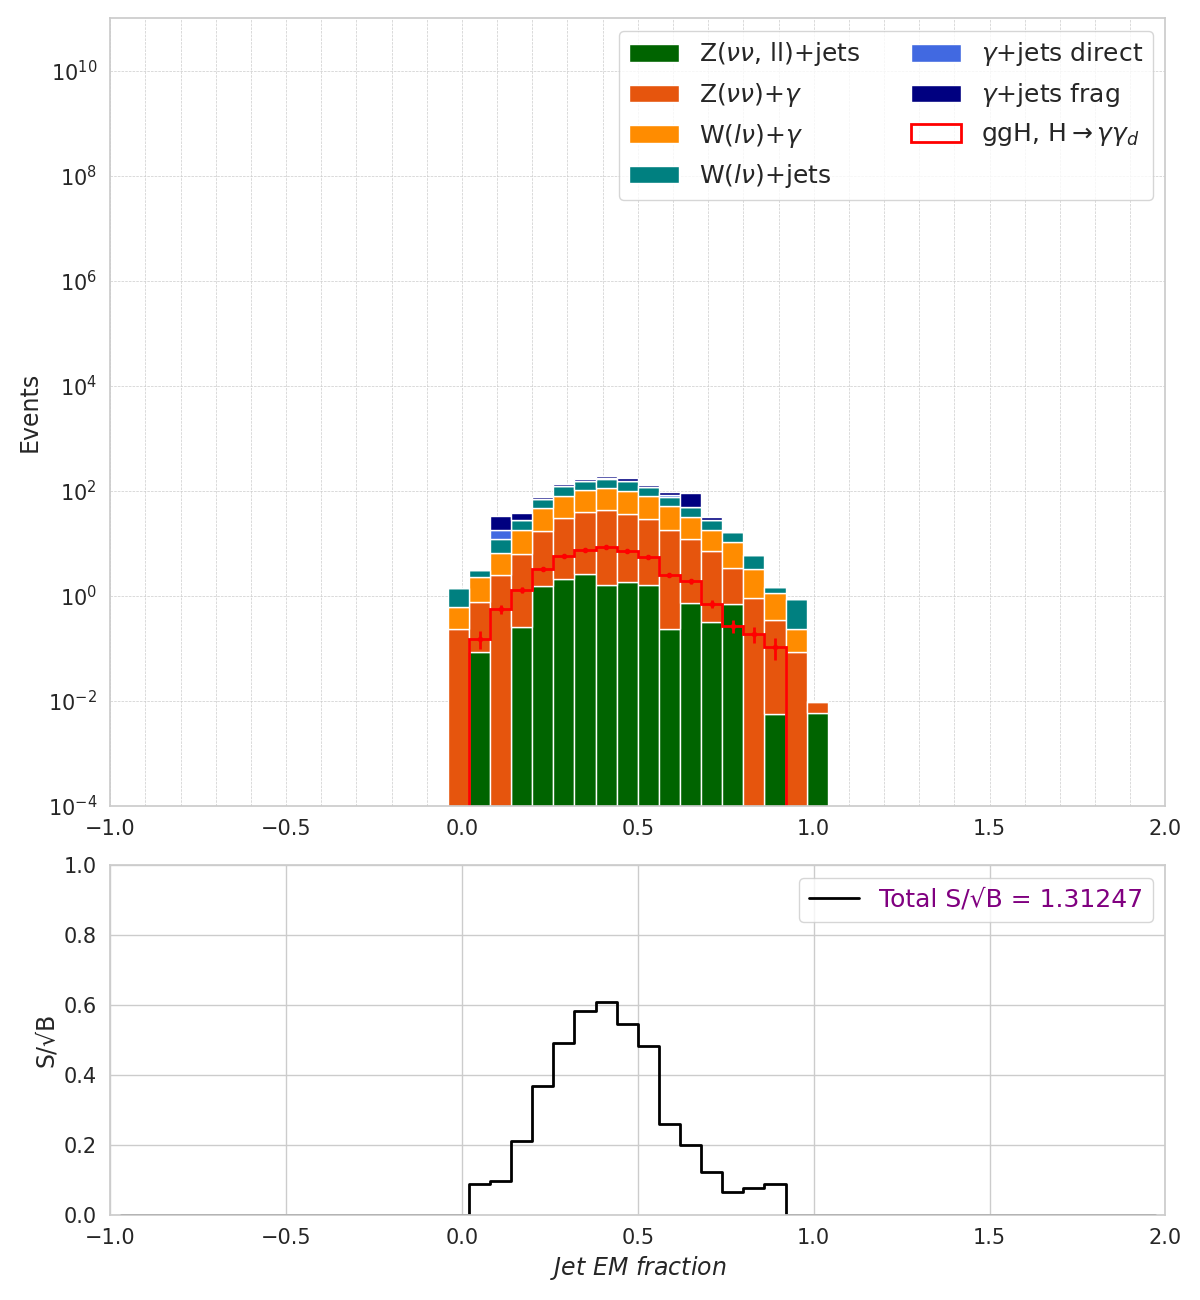 Z(νν, ll)+jets
Z(νν)+γ
W(lν)+γ
W(lν)+jets
γ+jets direct
γ+jets frag
ggH, H→γγ_d
Events
10^10
10^8
10^6
10^4
10^2
10^0
10^−2
10^−4
−1.0 −0.5 0.0 0.5 1.0 1.5 2.0
Total S/√B = 1.31247
S/√B
1.0
0.8
0.6
0.4
0.2
0.0
−1.0 −0.5 0.0 0.5 1.0 1.5 2.0
Jet EM fraction